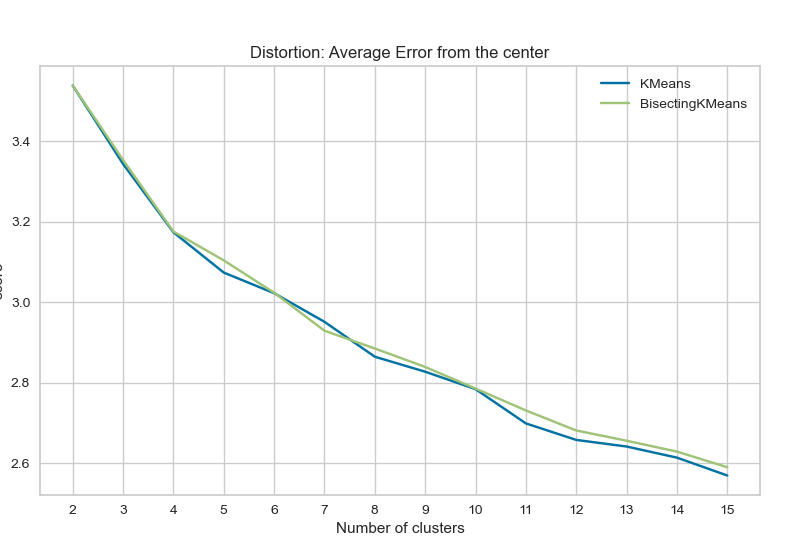 Distortion: Average Error from the center
KMeans
BisectingKMeans
3.4
3.2
3.0
2.8
2.6
2 3 4 5 6 7 8 9 10 11 12 13 14 15
Number of clusters